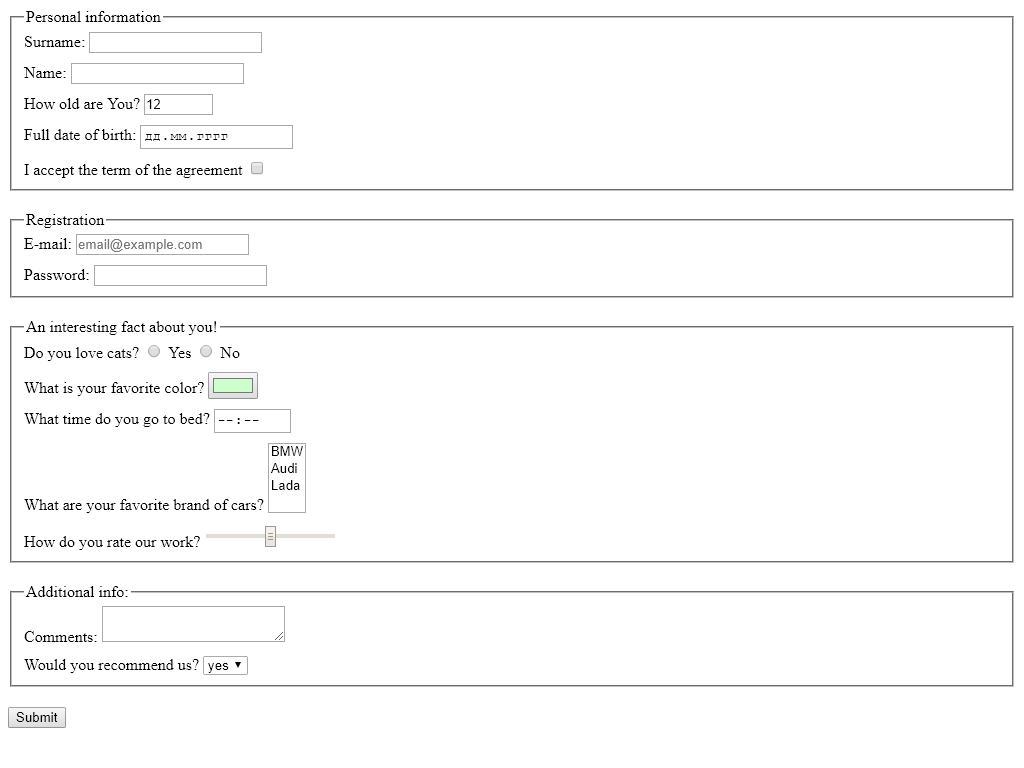 Personal information
Surname:
Name:
How old are You? 12
Full date of birth: дд.мм.гггг
I accept the term of the agreement
Registration
E-mail: email@example.com
Password:
An interesting fact about you!
Do you love cats? Yes No
What is your favorite color?
What time do you go to bed? --:--
BMW
Audi
Lada
What are your favorite brand of cars?
How do you rate our work?
Additional info:
Comments:
Would you recommend us? yes
Submit